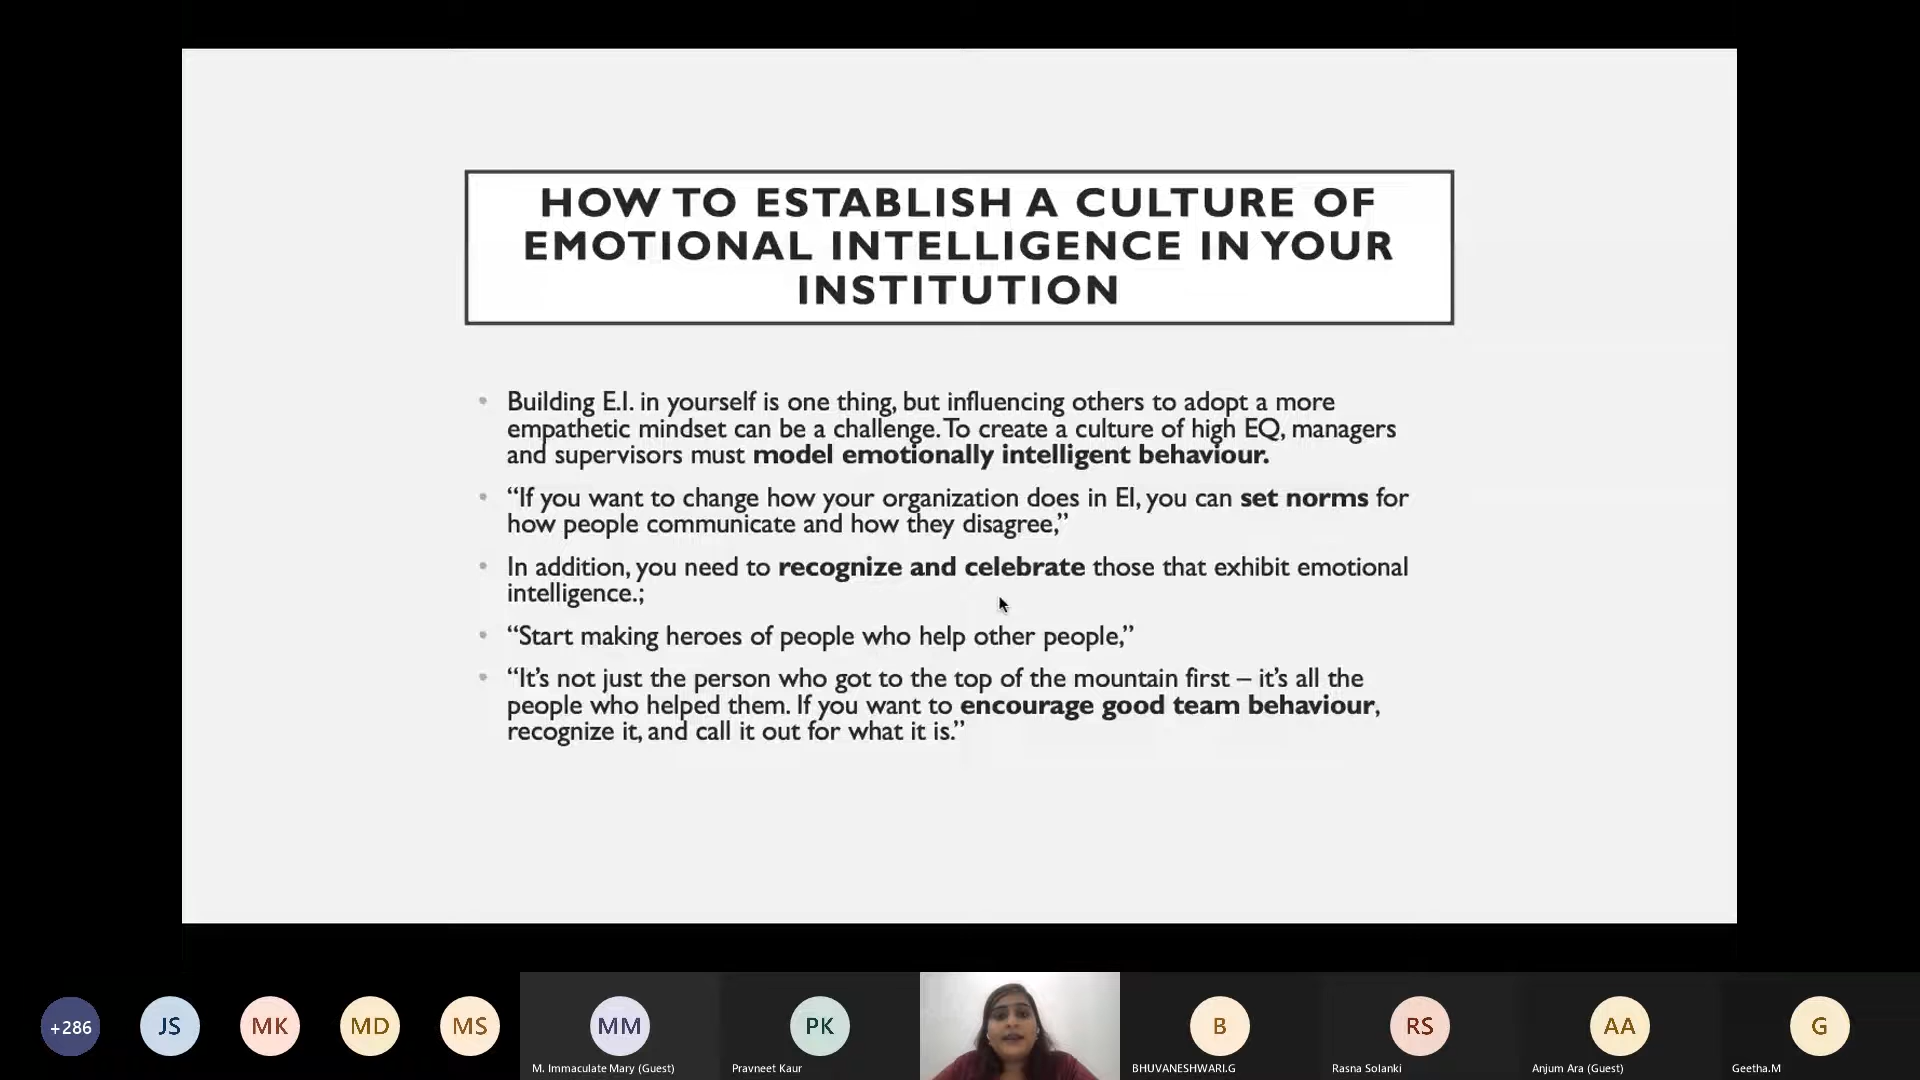 HOW TO ESTABLISH A CULTURE OF
EMOTIONAL INTELLIGENCE IN YOUR
INSTITUTION
• Building E.I. in yourself is one thing, but influencing others to adopt a more
empathetic mindset can be a challenge. To create a culture of high EQ, managers
and supervisors must model emotionally intelligent behaviour.
• “If you want to change how your organization does in EI, you can set norms for
how people communicate and how they disagree,”
• In addition, you need to recognize and celebrate those that exhibit emotional
intelligence.;
• “Start making heroes of people who help other people,”
• “It’s not just the person who got to the top of the mountain first – it’s all the
people who helped them. If you want to encourage good team behaviour,
recognize it, and call it out for what it is.”
+286 JS MK MD MS MM PK B RS AA G
M. Immaculate Mary (Guest) Pravneet Kaur BHUVANESHWARI.G Rasna Solanki Anjum Ara (Guest) Geetha.M